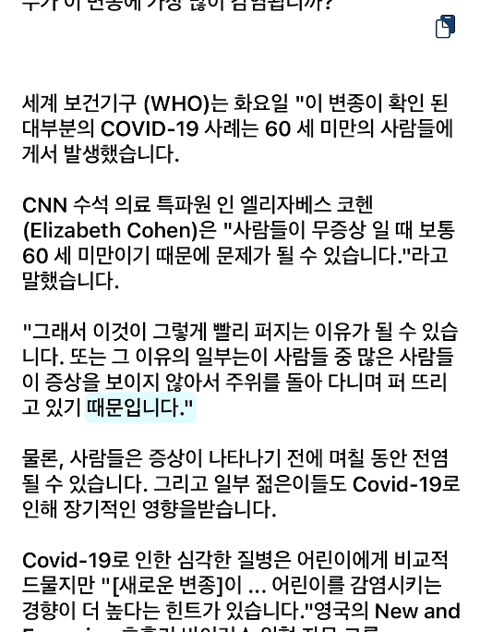 이 변종에 가장 많이 감염됩니까?
세계 보건기구 (WHO)는 화요일 "이 변종이 확인 된
대부분의 COVID-19 사례는 60 세 미만의 사람들에
게서 발생했습니다.
CNN 수석 의료 특파원 인 엘리자베스 코헨
(Elizabeth Cohen)은 "사람들이 무증상 일 때 보통
60 세 미만이기 때문에 문제가 될 수 있습니다."라고
말했습니다.
"그래서 이것이 그렇게 빨리 퍼지는 이유가 될 수 있습
니다. 또는 그 이유의 일부는이 사람들 중 많은 사람들
이 증상을 보이지 않아서 주위를 돌아 다니며 퍼 뜨리
고 있기 때문입니다."
물론, 사람들은 증상이 나타나기 전에 며칠 동안 전염
될 수 있습니다. 그리고 일부 젊은이들도 Covid-19로
인해 장기적인 영향을받습니다.
Covid-19로 인한 심각한 질병은 어린이에게 비교적
드물지만 "[새로운 변종]이 ... 어린이를 감염시키는
경향이 더 높다는 힌트가 있습니다."영국의 New and